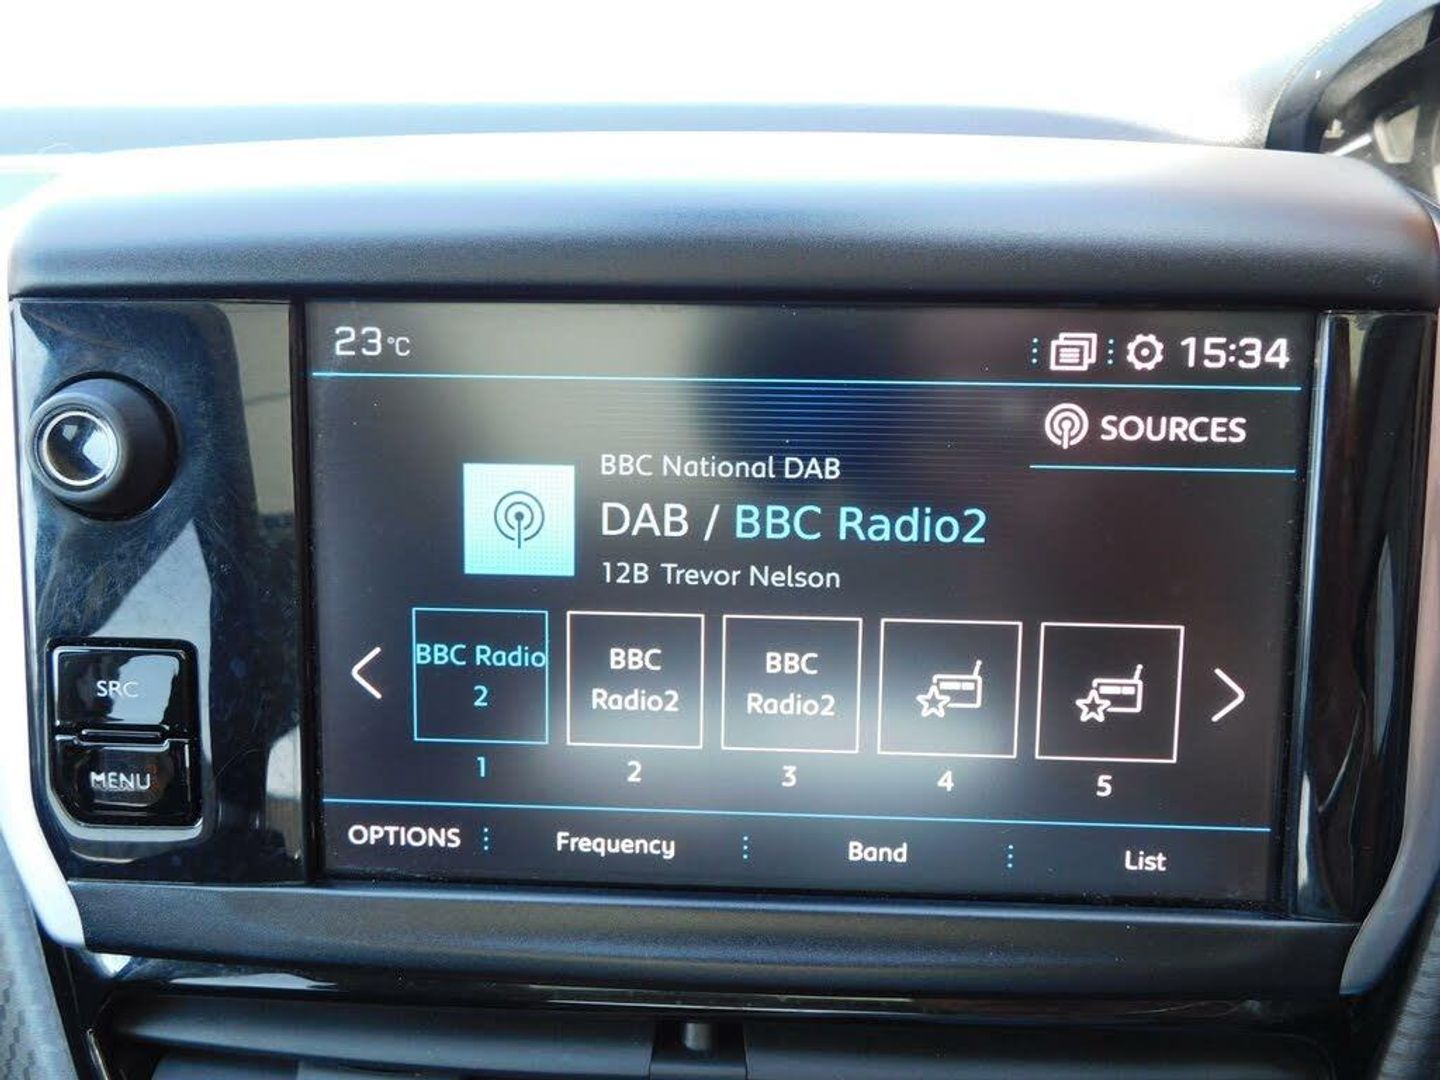 23°C
15:34
SOURCES
BBC National DAB
DAB / BBC Radio2
12B Trevor Nelson
BBC Radio
2
BBC
Radio2
BBC
Radio2
1
2
3
4
5
OPTIONS
Frequency
Band
List
SRC
MENU